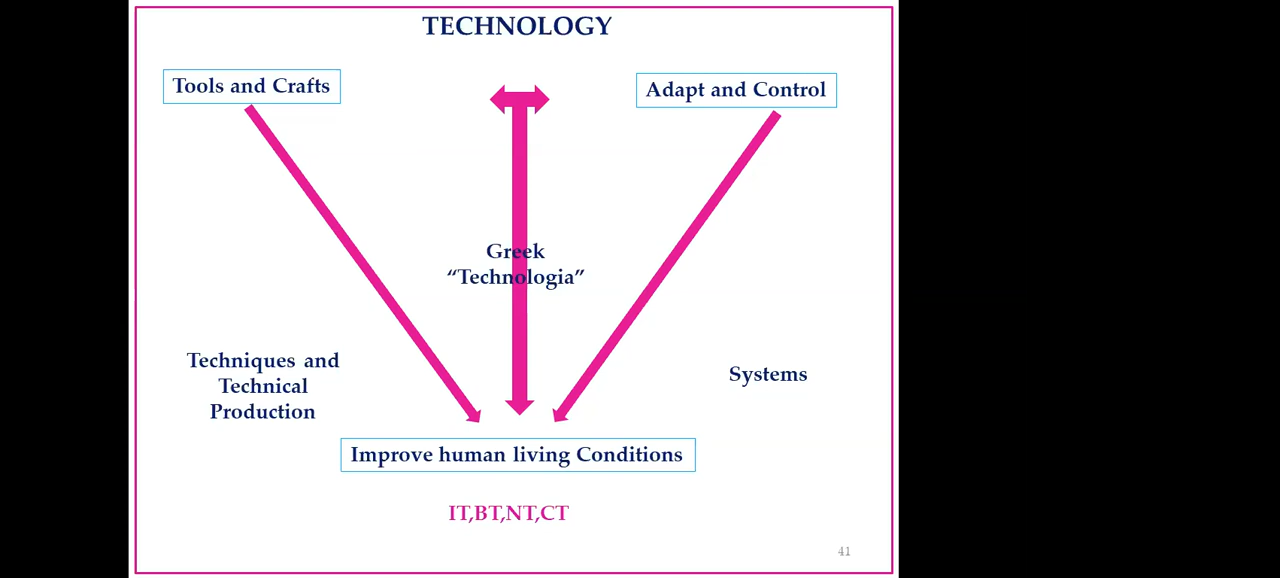 TECHNOLOGY
Tools and Crafts
Adapt and Control
Greek
“Technologia”
Techniques and
Technical
Production
Systems
Improve human living Conditions
IT,BT,NT,CT
41